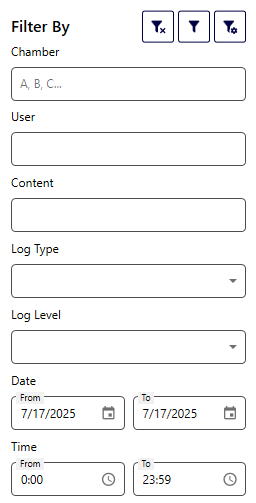 Filter By
Chamber
A, B, C...
User
Content
Log Type
Log Level
Date
From To
7/17/2025 7/17/2025
Time
From To
0:00 23:59